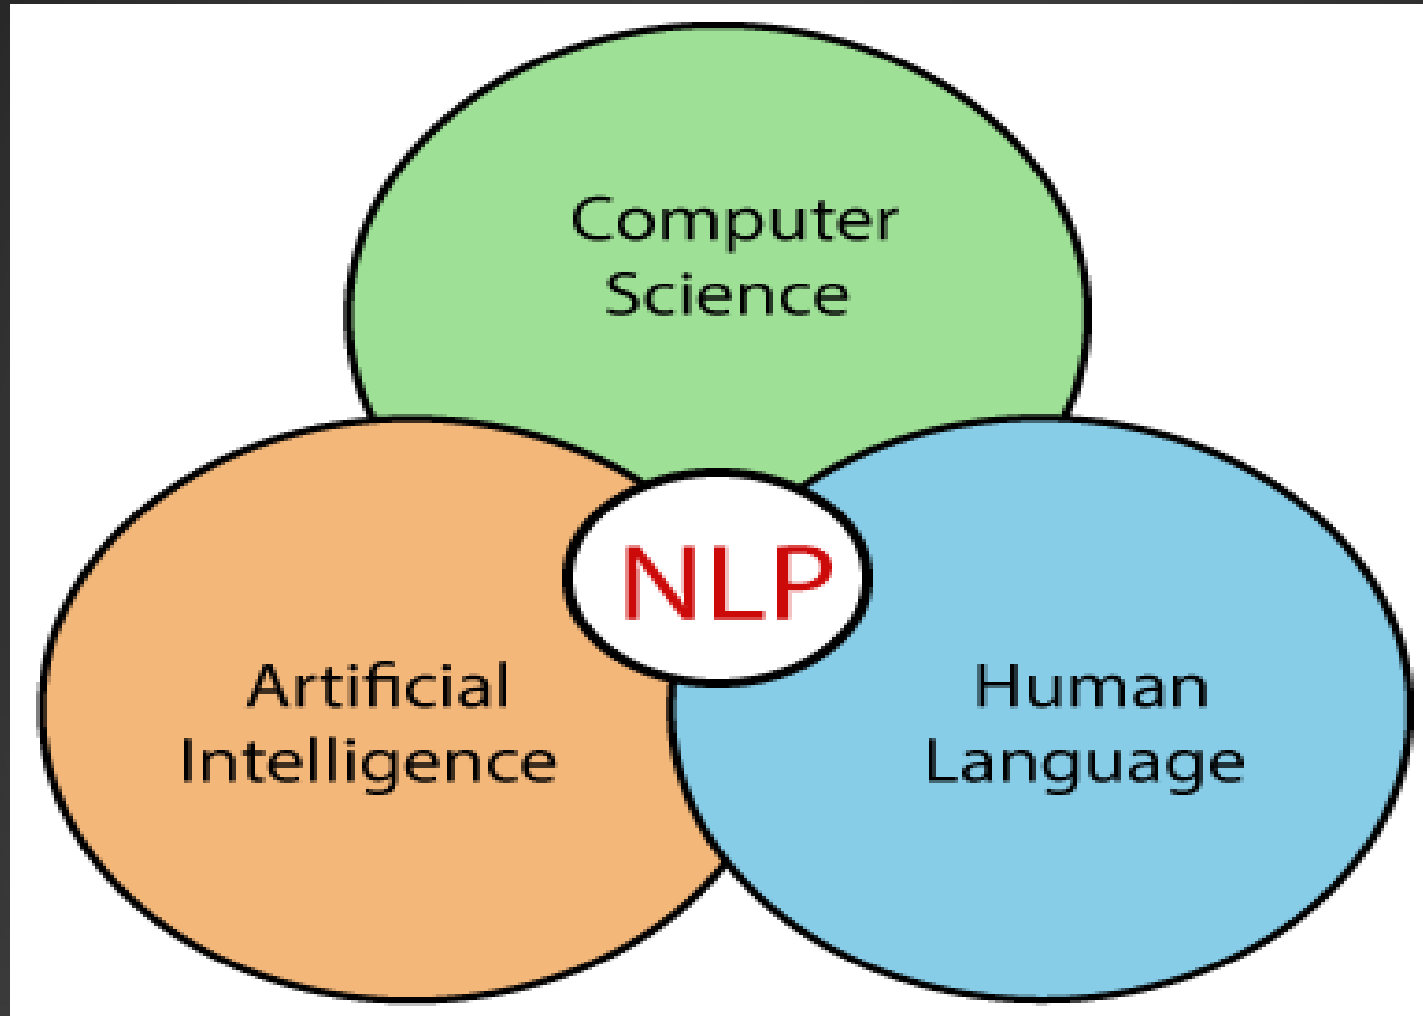 Computer
Science
NLP
Artificial
Intelligence
Human
Language